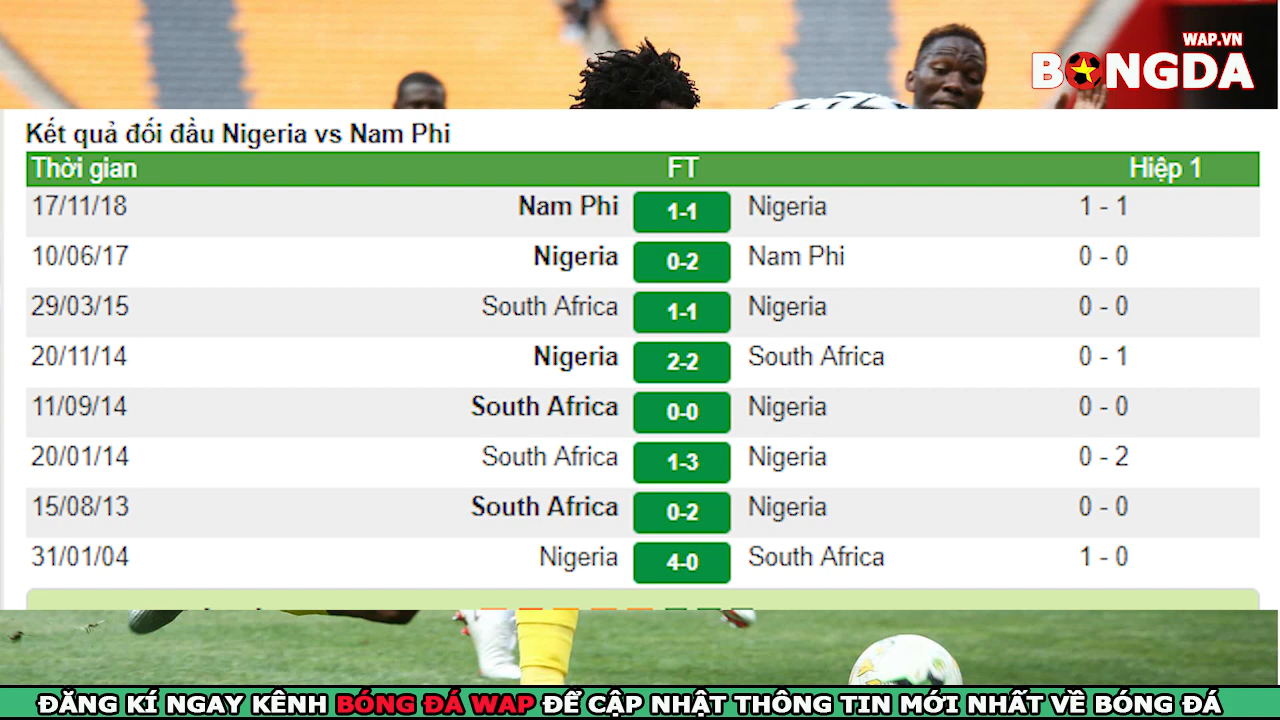 WAP.VN
BONGDA
Kết quả đối đầu Nigeria vs Nam Phi
Thời gian FT Hiệp 1
17/11/18 Nam Phi 1-1 Nigeria 1 - 1
10/06/17 Nigeria 0-2 Nam Phi 0 - 0
29/03/15 South Africa 1-1 Nigeria 0 - 0
20/11/14 Nigeria 2-2 South Africa 0 - 1
11/09/14 South Africa 0-0 Nigeria 0 - 0
20/01/14 South Africa 1-3 Nigeria 0 - 2
15/08/13 South Africa 0-2 Nigeria 0 - 0
31/01/04 Nigeria 4-0 South Africa 1 - 0
ĐĂNG KÍ NGAY KÊNH BÓNG ĐÁ WAP ĐỂ CẬP NHẬT THÔNG TIN MỚI NHẤT VỀ BÓNG ĐÁ